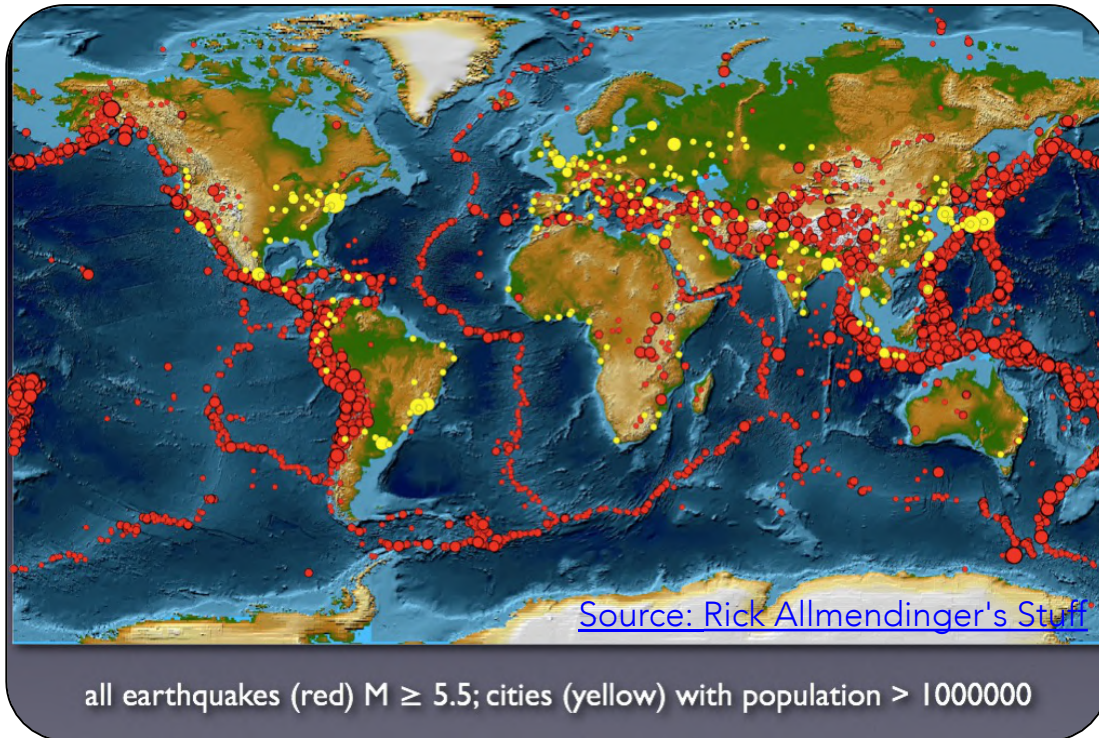 Source: Rick Allmendinger's Stuff
all earthquakes (red) M ≥ 5.5; cities (yellow) with population > 1000000